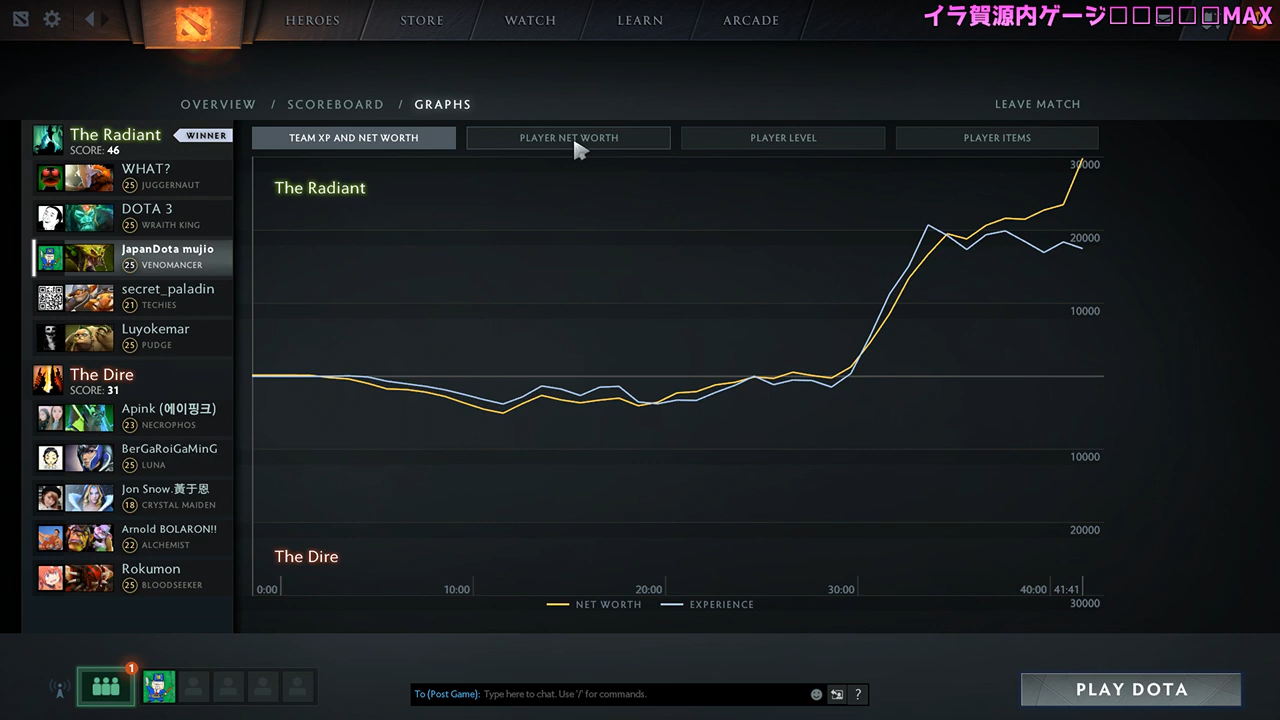 HEROES
STORE
WATCH
LEARN
ARCADE
イラ賀源内ゲージ□□□□□MAX
OVERVIEW / SCOREBOARD / GRAPHS
LEAVE MATCH
The Radiant
WINNER
SCORE: 46
WHAT?
25 JUGGERNAUT
DOTA 3
25 WRAITH KING
JapanDota mujio
25 VENOMANCER
secret_paladin
21 TECHIES
Luyokemar
25 PUDGE
The Dire
SCORE: 31
Apink (에이핑크)
23 NECROPHOS
BerGaRoiGaMinG
25 LUNA
Jon Snow.黃于恩
18 CRYSTAL MAIDEN
Arnold BOLARON!!
22 ALCHEMIST
Rokumon
25 BLOODSEEKER
TEAM XP AND NET WORTH
PLAYER NET WORTH
PLAYER LEVEL
PLAYER ITEMS
The Radiant
30000
20000
10000
10000
20000
The Dire
0:00 10:00 20:00 30:00 40:00 41:41
NET WORTH EXPERIENCE
30000
1
To (Post Game): Type here to chat. Use '/' for commands.
?
PLAY DOTA